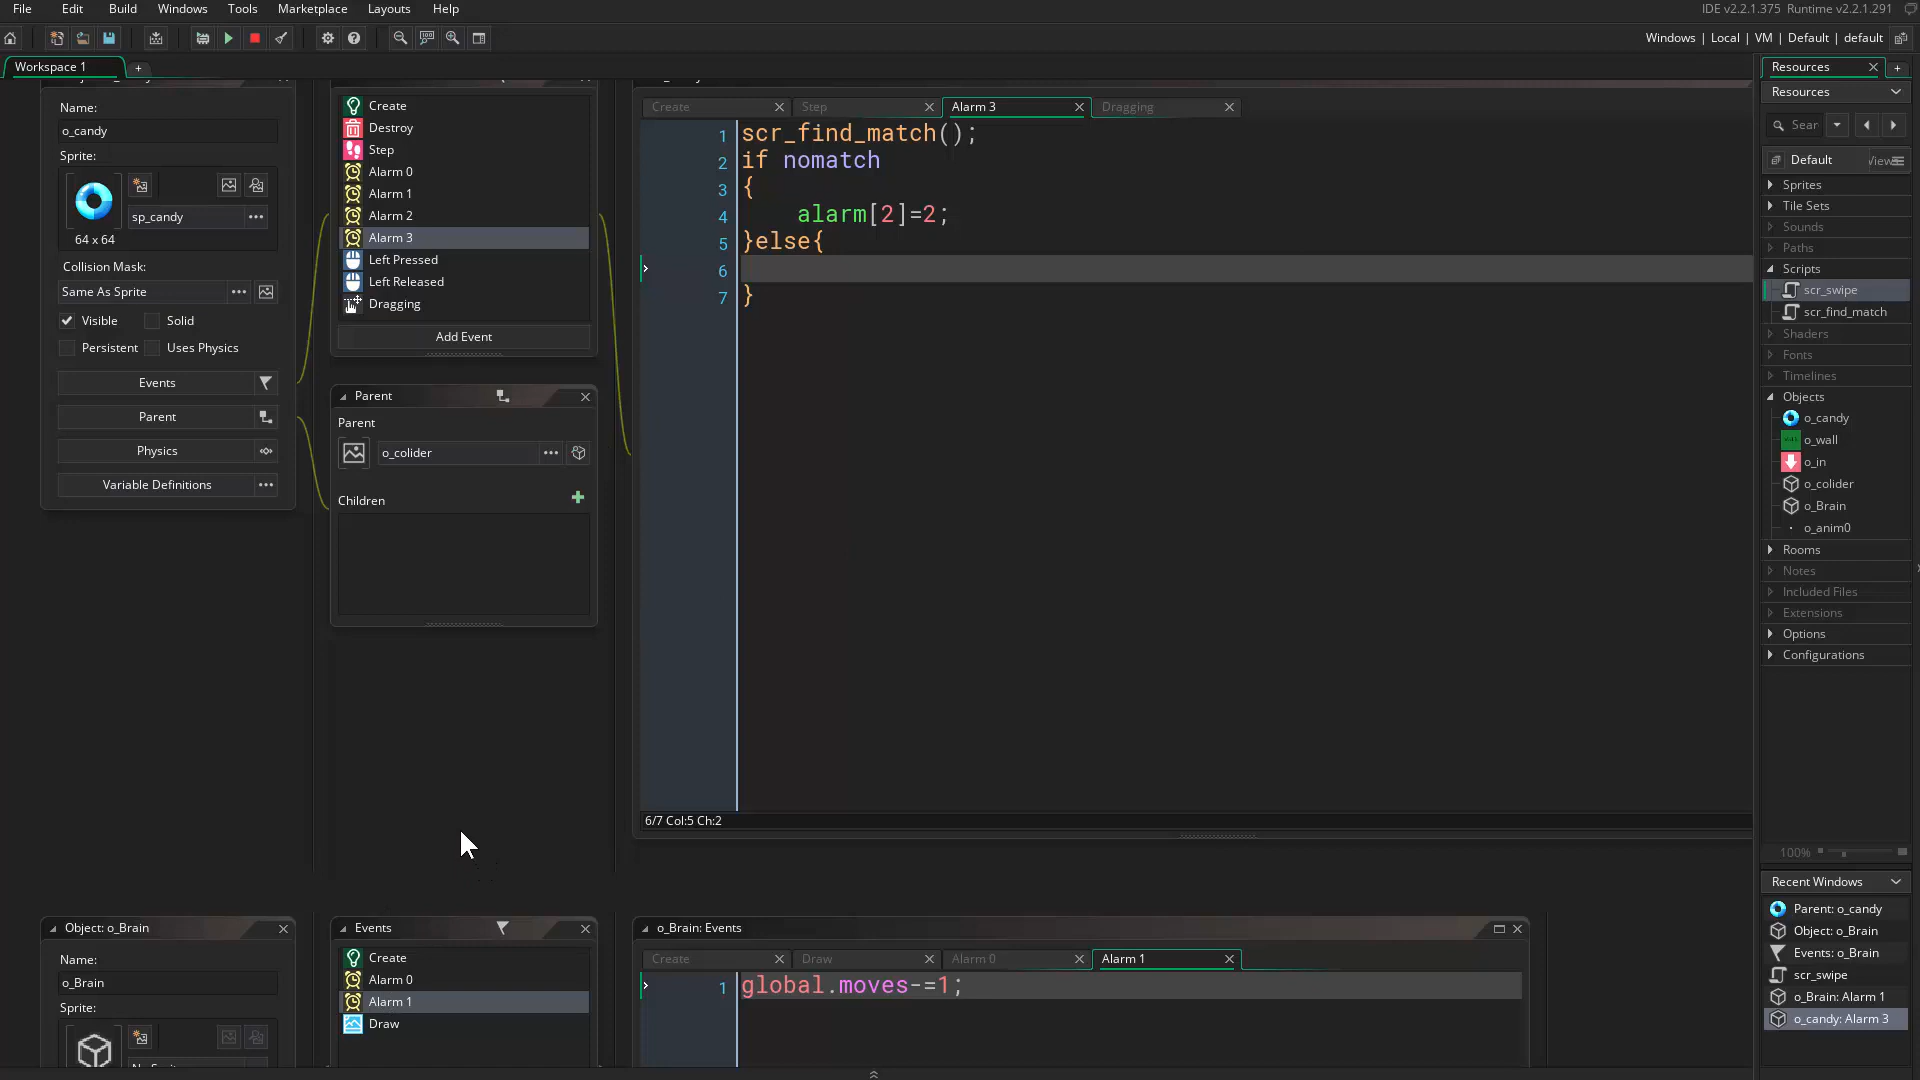 File Edit Build Windows Tools Marketplace Layouts Help
IDE v2.2.1.375 Runtime v2.2.1.291
Windows | Local | VM | Default | default
Workspace 1
Name:
o_candy
Sprite:
sp_candy
64 x 64
Collision Mask:
Same As Sprite
Visible Solid
Persistent Uses Physics
Events
Parent
Physics
Variable Definitions
Create
Destroy
Step
Alarm 0
Alarm 1
Alarm 2
Alarm 3
Left Pressed
Left Released
Dragging
Add Event
Parent
Parent
o_colider
Children
Create Step Alarm 3 Dragging
1 scr_find_match();
2 if nomatch
3 {
4 alarm[2]=2;
5 }else{
6
7 }
6/7 Col:5 Ch:2
Object: o_Brain
Name:
o_Brain
Sprite:
Events
Create
Alarm 0
Alarm 1
Draw
o_Brain: Events
Create Draw Alarm 0 Alarm 1
1 global.moves-=1;
Resources
Resources
Sear
Default
View
Sprites
Tile Sets
Sounds
Paths
Scripts
scr_swipe
scr_find_match
Shaders
Fonts
Timelines
Objects
o_candy
o_wall
o_in
o_colider
o_Brain
o_anim0
Rooms
Notes
Included Files
Extensions
Options
Configurations
100%
Recent Windows
Parent: o_candy
Object: o_Brain
Events: o_Brain
scr_swipe
o_Brain: Alarm 1
o_candy: Alarm 3